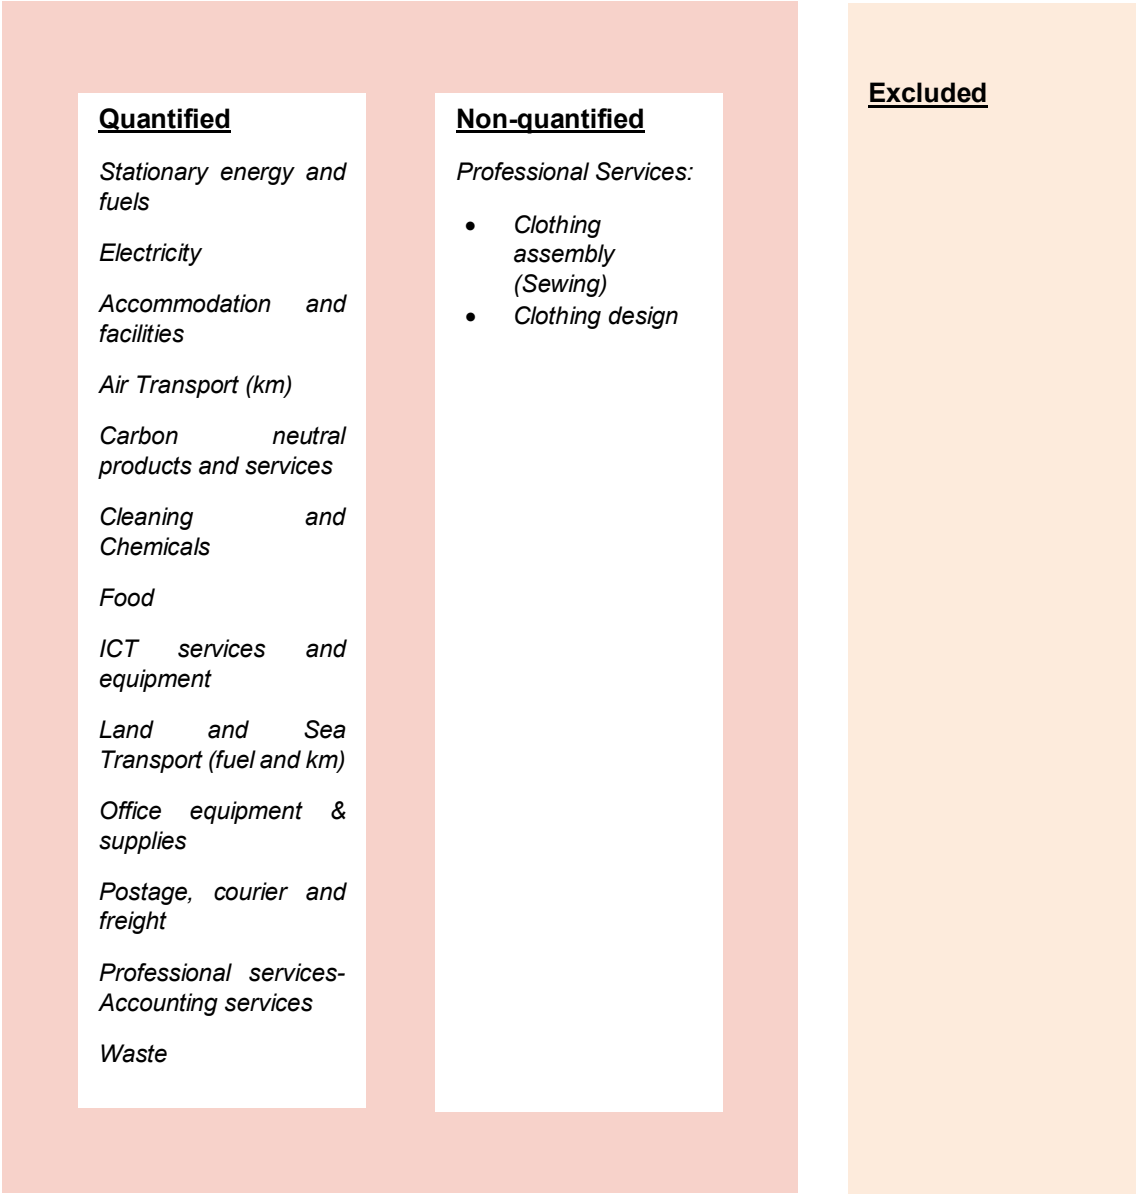 Quantified
Stationary energy and
fuels
Electricity
Accommodation and
facilities
Air Transport (km)
Carbon neutral
products and services
Cleaning and
Chemicals
Food
ICT services and
equipment
Land and Sea
Transport (fuel and km)
Office equipment &
supplies
Postage, courier and
freight
Professional services-
Accounting services
Waste
Non-quantified
Professional Services:
• Clothing
assembly
(Sewing)
• Clothing design
Excluded